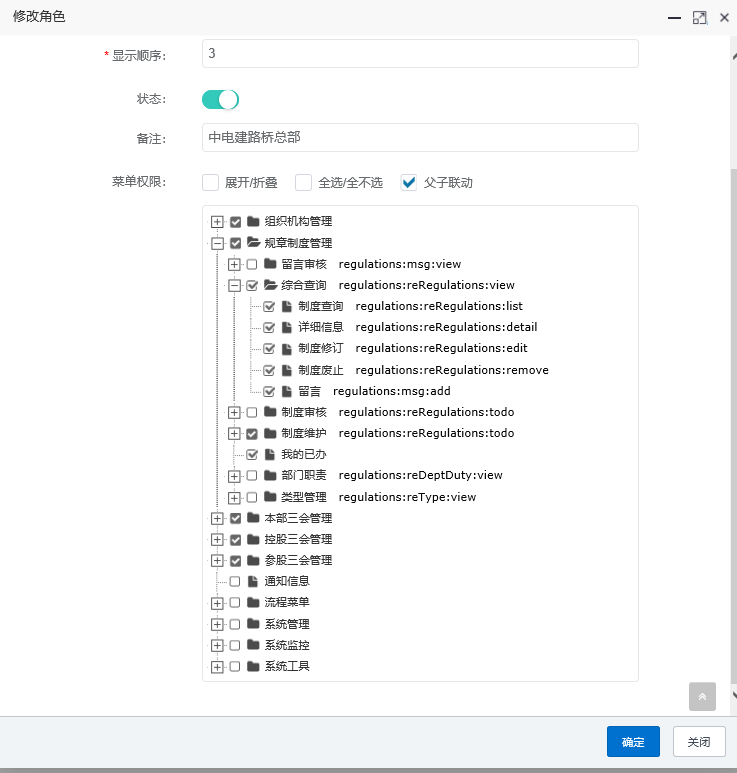 修改角色
* 显示顺序: 3
状态:
备注: 中电建路桥总部
菜单权限: 展开/折叠 全选/全不选 父子联动
组织机构管理
规章制度管理
留言审核 regulations:msg:view
综合查询 regulations:reRegulations:view
制度查询 regulations:reRegulations:list
详细信息 regulations:reRegulations:detail
制度修订 regulations:reRegulations:edit
制度废止 regulations:reRegulations:remove
留言 regulations:msg:add
制度审核 regulations:reRegulations:todo
制度维护 regulations:reRegulations:todo
我的已办
部门职责 regulations:reDeptDuty:view
类型管理 regulations:reType:view
本部三会管理
控股三会管理
参股三会管理
通知信息
流程菜单
系统管理
系统监控
系统工具
确定 关闭